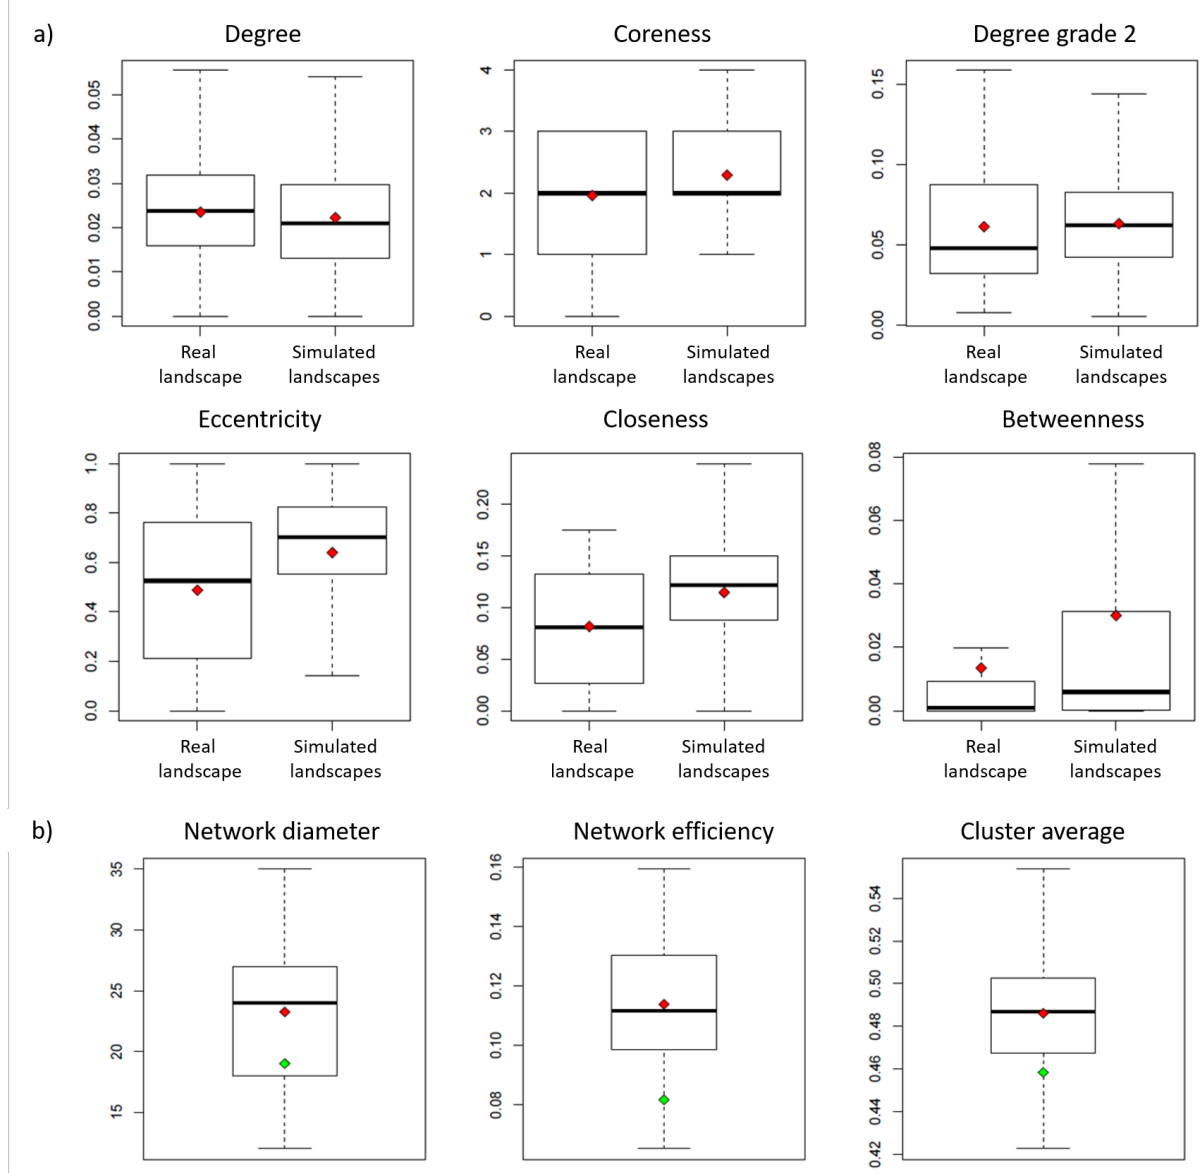 a)
Degree
Coreness
Degree grade 2
0.05
0.04
0.03
0.02
0.01
0.00
4
3
2
1
0
0.15
0.10
0.05
0.00
Real landscape
Simulated landscapes
Real landscape
Simulated landscapes
Real landscape
Simulated landscapes
Eccentricity
Closeness
Betweenness
1.0
0.8
0.6
0.4
0.2
0.0
0.20
0.15
0.10
0.05
0.00
0.08
0.06
0.04
0.02
0.00
Real landscape
Simulated landscapes
Real landscape
Simulated landscapes
Real landscape
Simulated landscapes
b)
Network diameter
Network efficiency
Cluster average
35
30
25
20
15
0.16
0.14
0.12
0.10
0.08
0.54
0.52
0.50
0.48
0.46
0.44
0.42